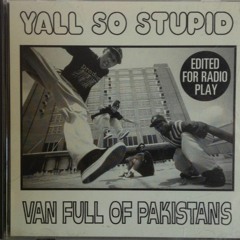 YALL SO STUPID
EDITED
FOR RADIO
PLAY
VAN FULL OF PAKISTANS